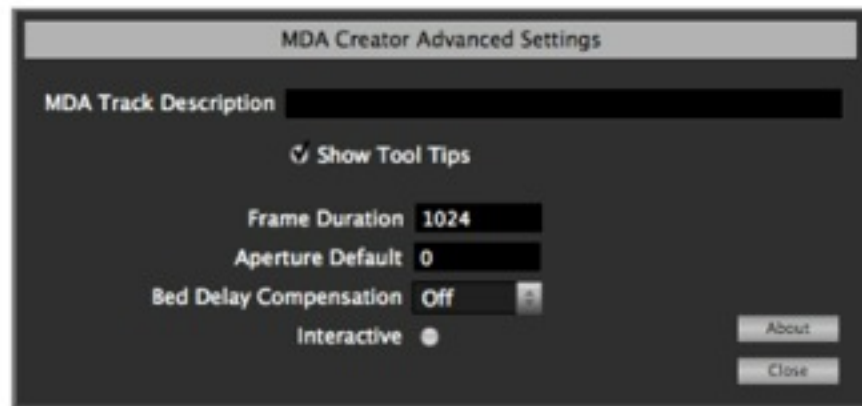 MDA Creator Advanced Settings
MDA Track Description
Show Tool Tips
Frame Duration 1024
Aperture Default 0
Bed Delay Compensation Off
Interactive
About
Close